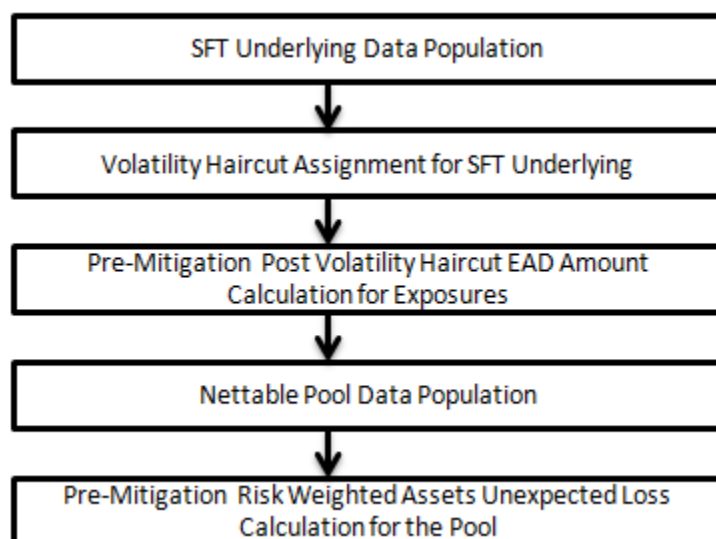 SFT Underlying Data Population
Volatility Haircut Assignment for SFT Underlying
Pre-Mitigation Post Volatility Haircut EAD Amount
Calculation for Exposures
Nettable Pool Data Population
Pre-Mitigation Risk Weighted Assets Unexpected Loss
Calculation for the Pool